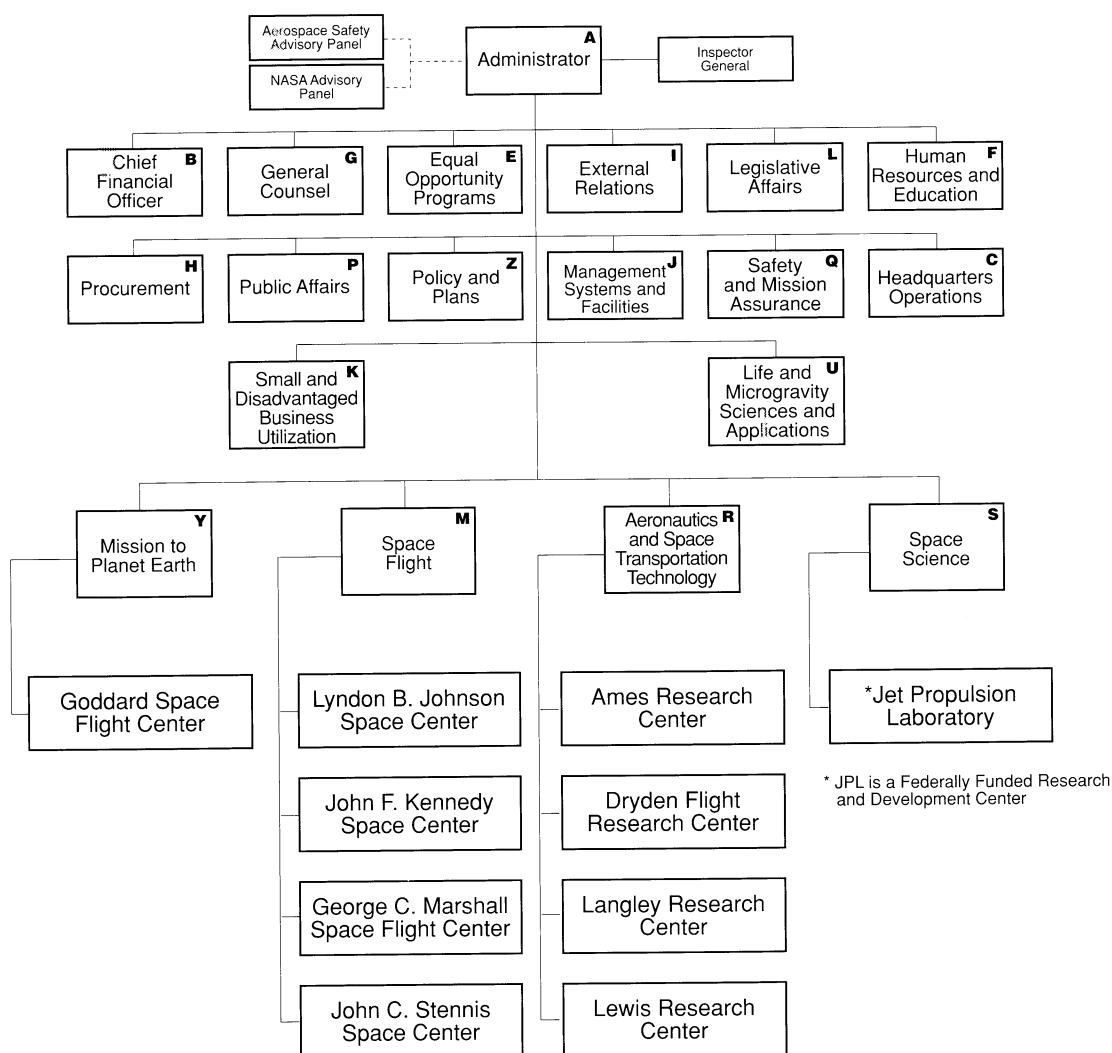 Aerospace Safety
Advisory Panel
NASA Advisory
Panel
A
Administrator
Inspector
General
B
Chief
Financial
Officer
G
General
Counsel
E
Equal
Opportunity
Programs
I
External
Relations
L
Legislative
Affairs
F
Human
Resources and
Education
H
Procurement
P
Public Affairs
Z
Policy and
Plans
J
Management
Systems and
Facilities
Q
Safety
and Mission
Assurance
C
Headquarters
Operations
K
Small and
Disadvantaged
Business
Utilization
U
Life and
Microgravity
Sciences and
Applications
Y
Mission to
Planet Earth
M
Space
Flight
R
Aeronautics
and Space
Transportation
Technology
S
Space
Science
Goddard Space
Flight Center
Lyndon B. Johnson
Space Center
John F. Kennedy
Space Center
George C. Marshall
Space Flight Center
John C. Stennis
Space Center
Ames Research
Center
Dryden Flight
Research Center
Langley Research
Center
Lewis Research
Center
*Jet Propulsion
Laboratory
* JPL is a Federally Funded Research
and Development Center